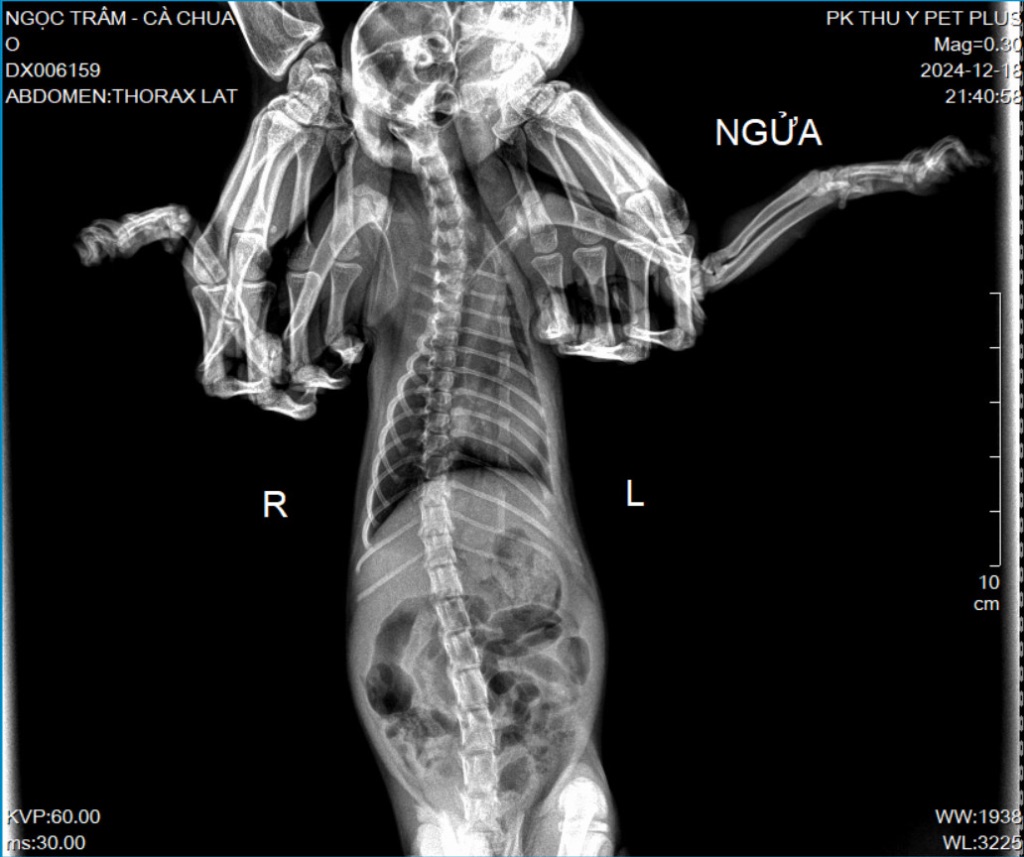 NGỌC TRÂM - CÀ CHUA
O
DX006159
ABDOMEN:THORAX LAT
PK THU Y PET PLUS
Mag=0.30
2024-12-18
21:40:58
NGỬA
R
L
10
cm
KVP:60.00
ms:30.00
WW:1938
WL:3225